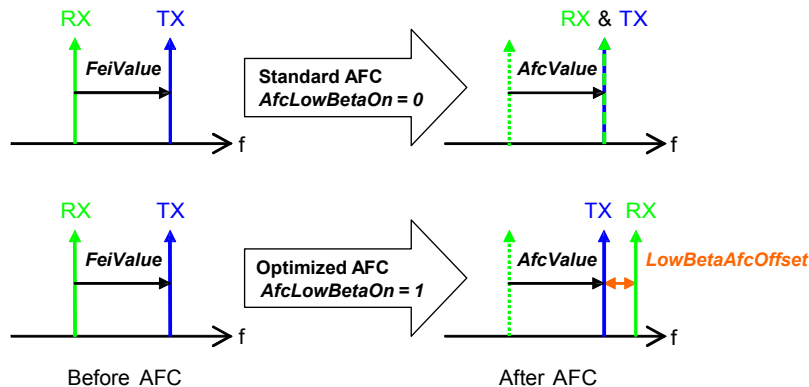 RX
TX
FeiValue
f
Standard AFC
AfcLowBetaOn = 0
RX & TX
AfcValue
f
RX
TX
FeiValue
f
Optimized AFC
AfcLowBetaOn = 1
TX
RX
AfcValue
LowBetaAfcOffset
f
Before AFC
After AFC